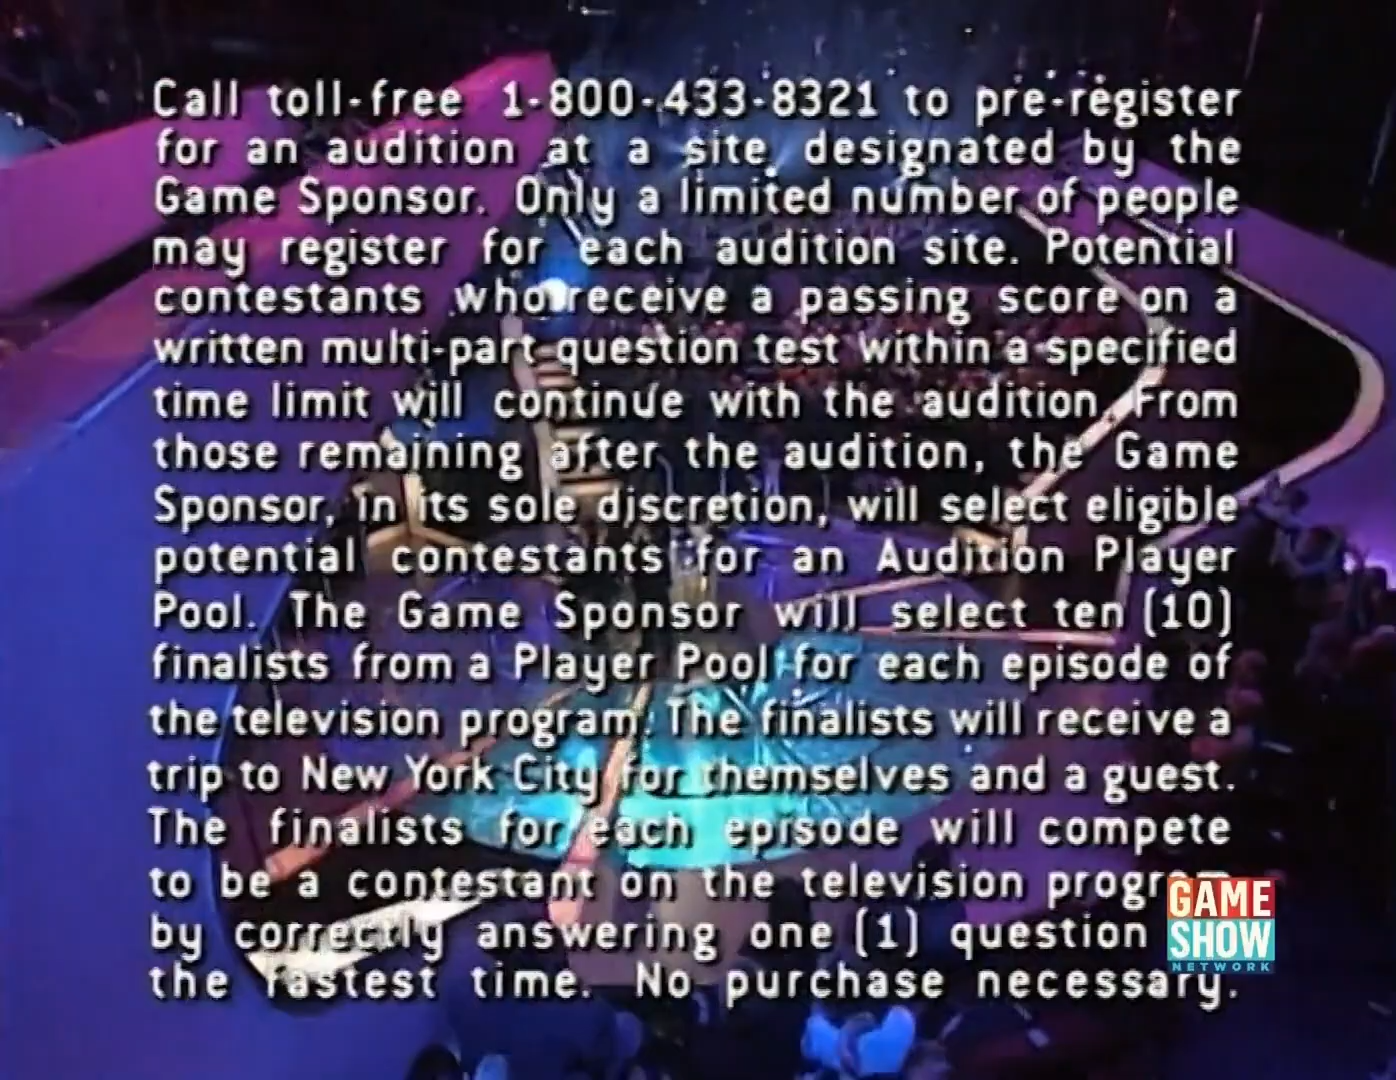 Call toll-free 1-800-433-8321 to pre-register
for an audition at a site designated by the
Game Sponsor. Only a limited number of people
may register for each audition site. Potential
contestants who receive a passing score on a
written multi-part question test within a specified
time limit will continue with the audition. From
those remaining after the audition, the Game
Sponsor, in its sole discretion, will select eligible
potential contestants for an Audition Player
Pool. The Game Sponsor will select ten (10)
finalists from a Player Pool for each episode of
the television program. The finalists will receive a
trip to New York City for themselves and a guest.
The finalists for each episode will compete
to be a contestant on the television program
by correctly answering one (1) question
the fastest time. No purchase necessary.
GAME
SHOW
NETWORK